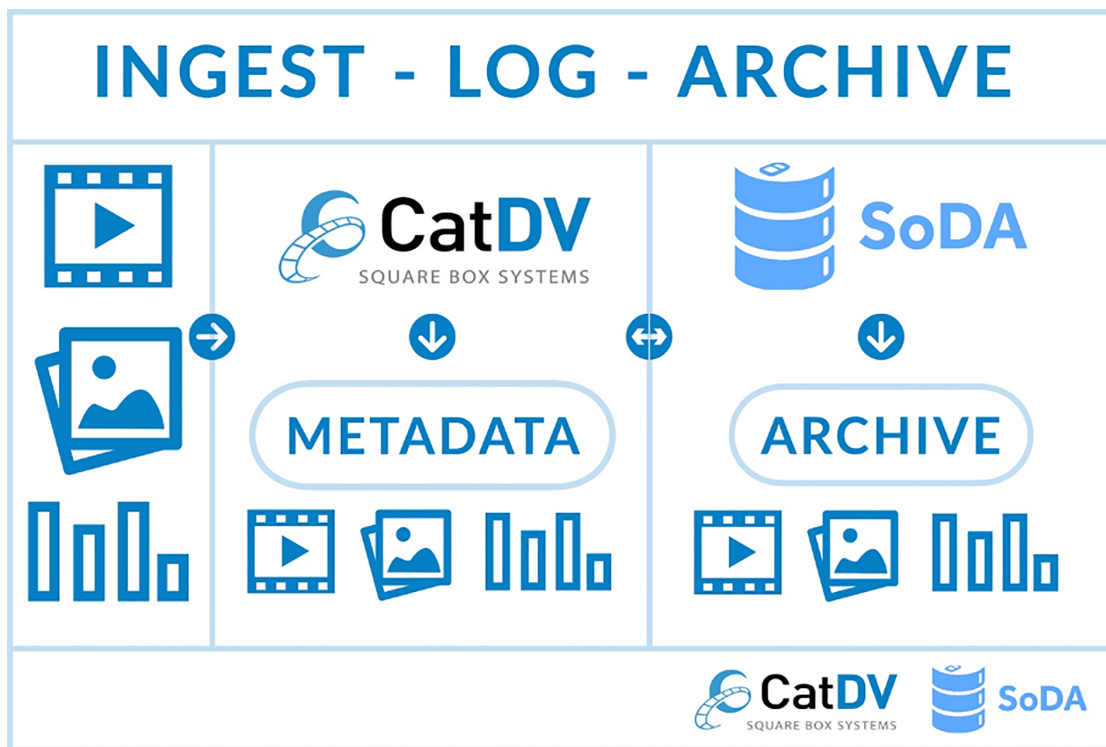 INGEST - LOG - ARCHIVE
CatDV
SQUARE BOX SYSTEMS
SoDA
METADATA
ARCHIVE
CatDV
SQUARE BOX SYSTEMS
SoDA